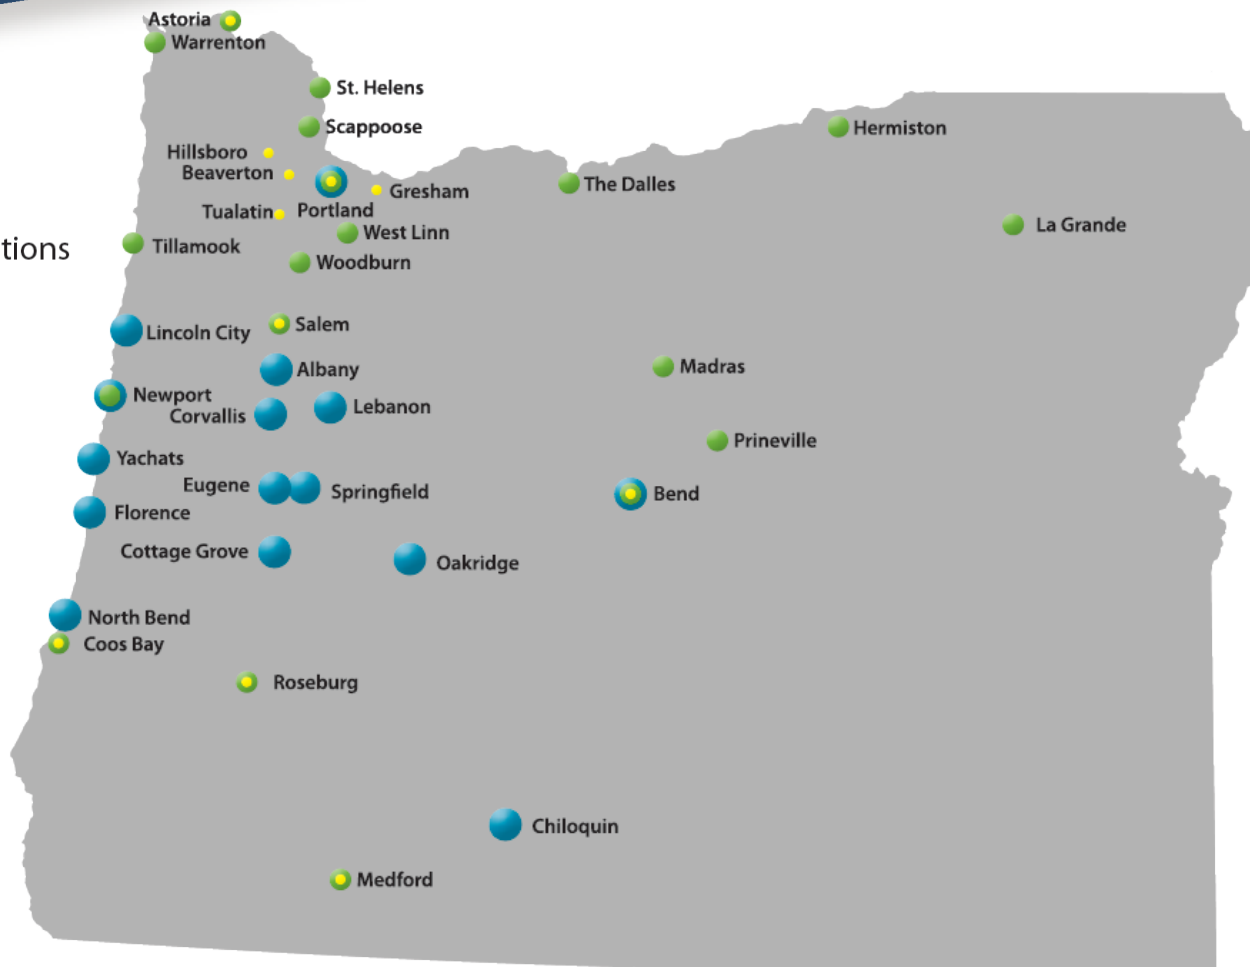 Astoria
Warrenton
St. Helens
Scappoose
Hermiston
Hillsboro
Beaverton
Gresham
The Dalles
Tualatin
Portland
West Linn
La Grande
tions
Tillamook
Woodburn
Salem
Lincoln City
Albany
Madras
Newport
Corvallis
Lebanon
Prineville
Yachats
Eugene
Springfield
Bend
Florence
Cottage Grove
Oakridge
North Bend
Coos Bay
Roseburg
Chiloquin
Medford